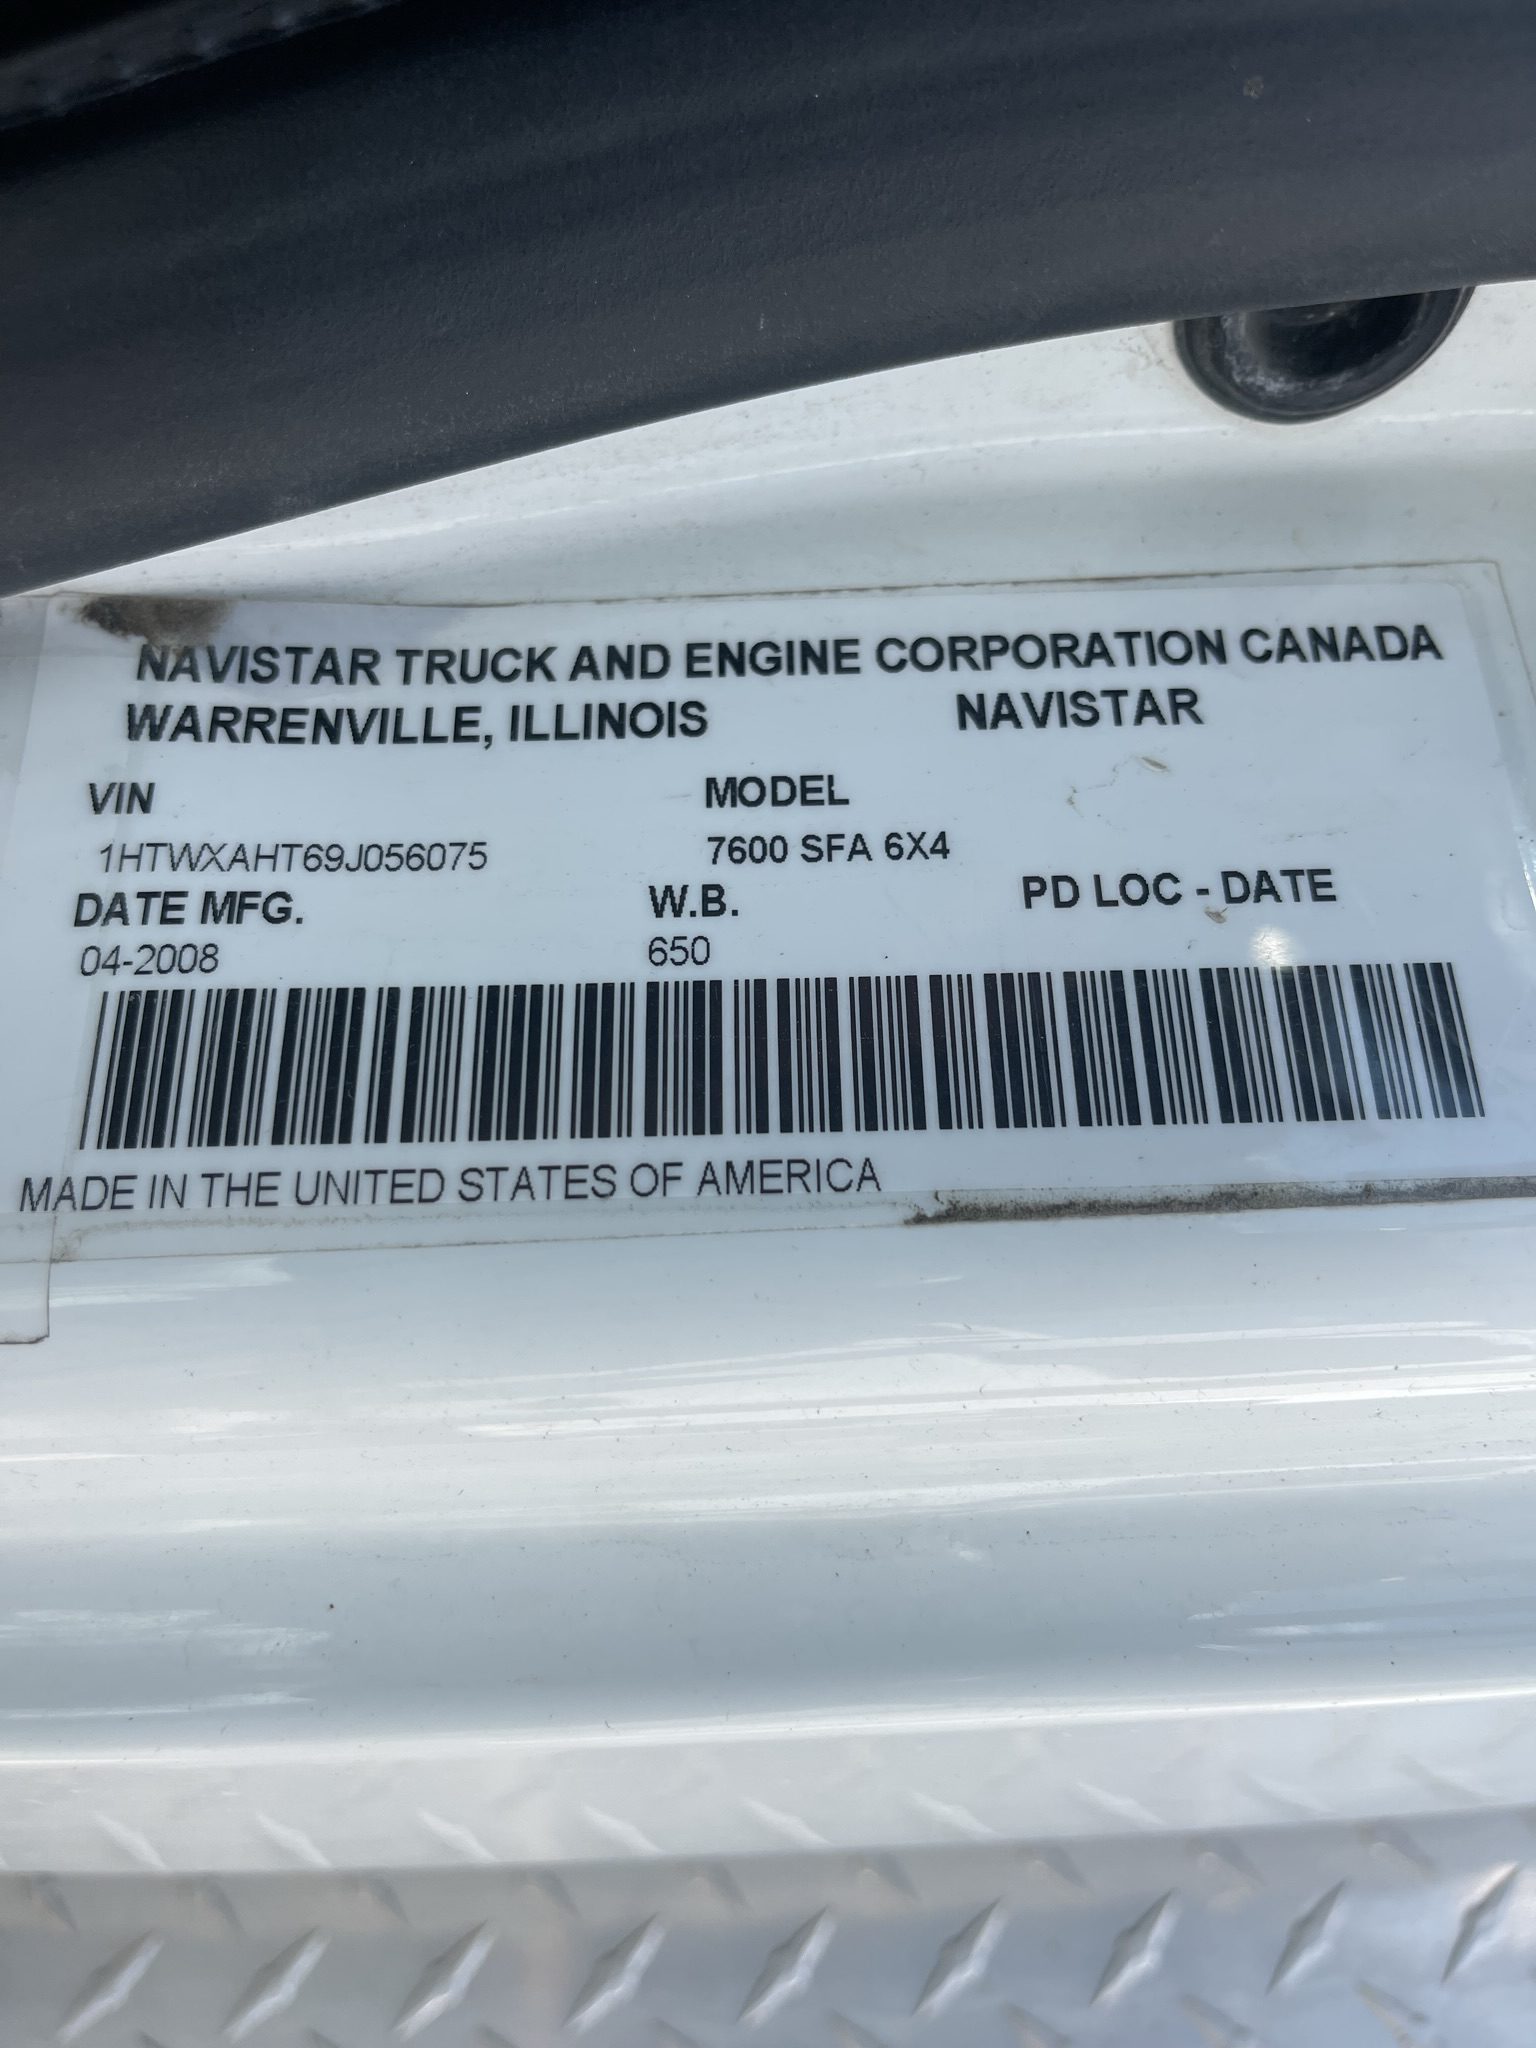 NAVISTAR TRUCK AND ENGINE CORPORATION CANADA
WARRENVILLE, ILLINOIS NAVISTAR
VIN MODEL
1HTWXAHT69J056075 7600 SFA 6X4
DATE MFG. W.B. PD LOC - DATE
04-2008 650
MADE IN THE UNITED STATES OF AMERICA